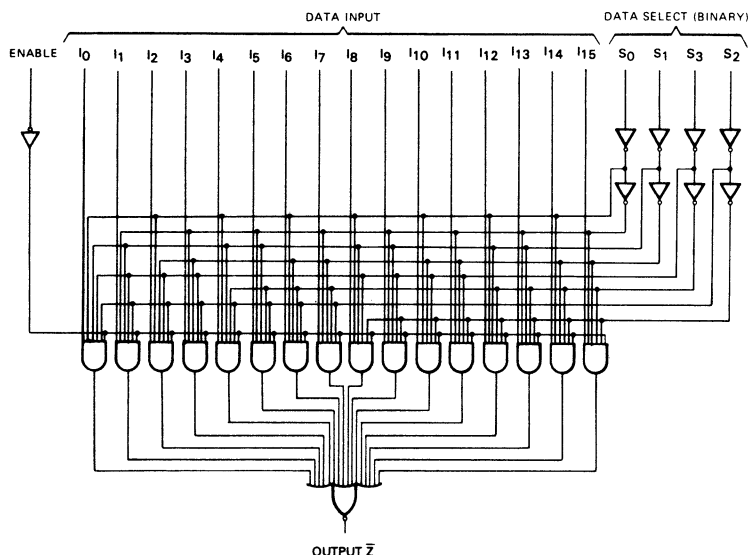 DATA INPUT DATA SELECT (BINARY)
ENABLE I0 I1 I2 I3 I4 I5 I6 I7 I8 I9 I10 I11 I12 I13 I14 I15 S0 S1 S3 S2
OUTPUT Z̅